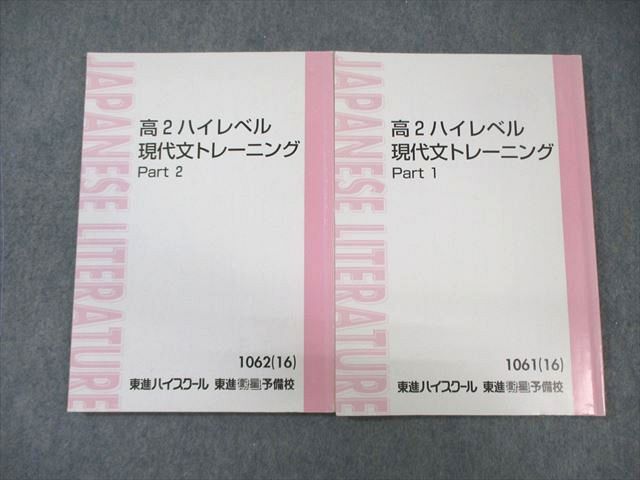 JAPANESE LITERATURE
高2ハイレベル
現代文トレーニング
Part 2
1062(16)
東進ハイスクール 東進衛星予備校
JAPANESE LITERATURE
高2ハイレベル
現代文トレーニング
Part 1
1061(16)
東進ハイスクール 東進衛星予備校